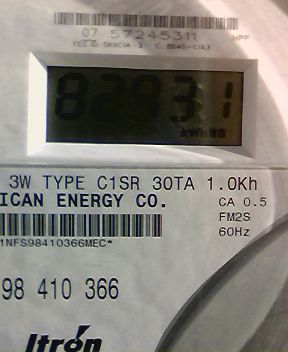 07 57245311
HPP
82931
kWh
3W TYPE C1SR 30TA 1.0Kh
ICAN ENERGY CO.
CA 0.5
FM2S
60Hz
1NFS98410366MEC*
98 410 366
Itron